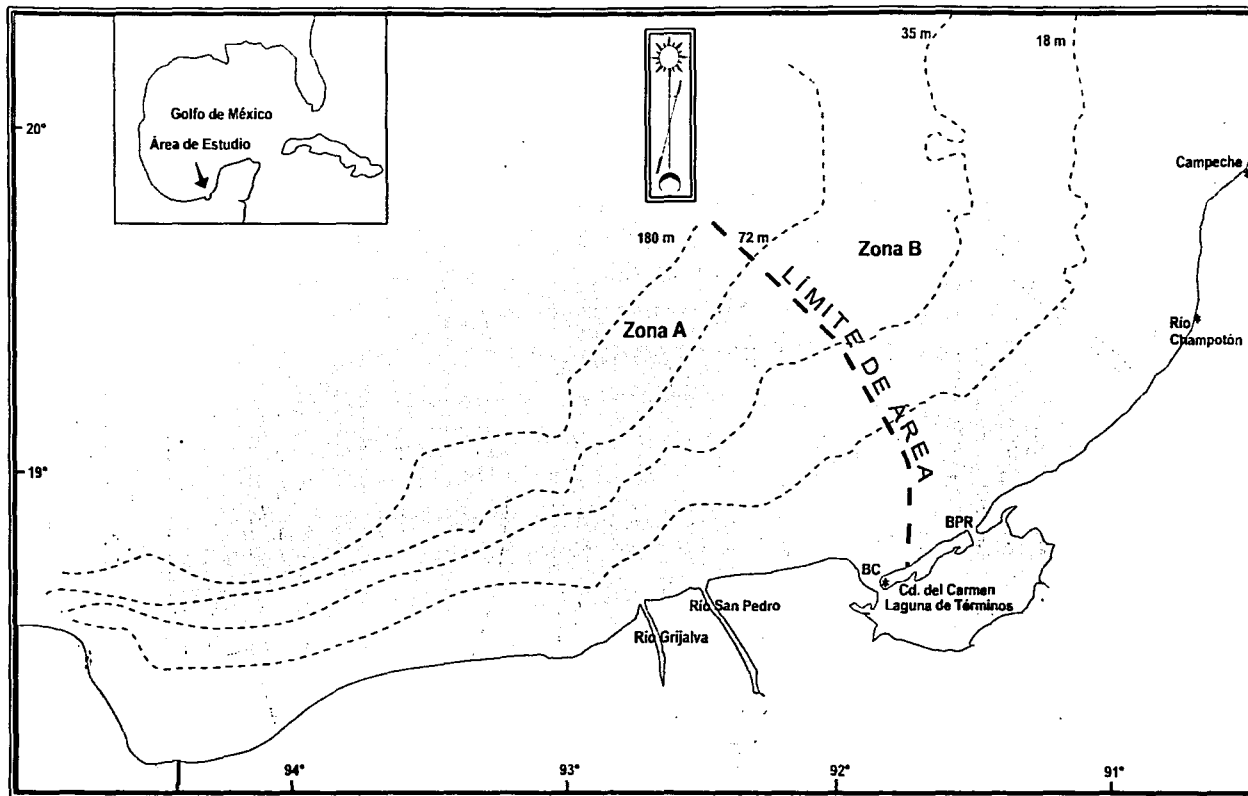 35 m
18 m
Golfo de México
20°
Área de Estudio
Campeche
180 m
72 m
Zona B
LÍMITE DE ÁREA
Zona A
Río
Champotón
19°
BPR
BC
Cd. del Carmen
Laguna de Términos
Río San Pedro
Río Grijalva
94°
93°
92°
91°